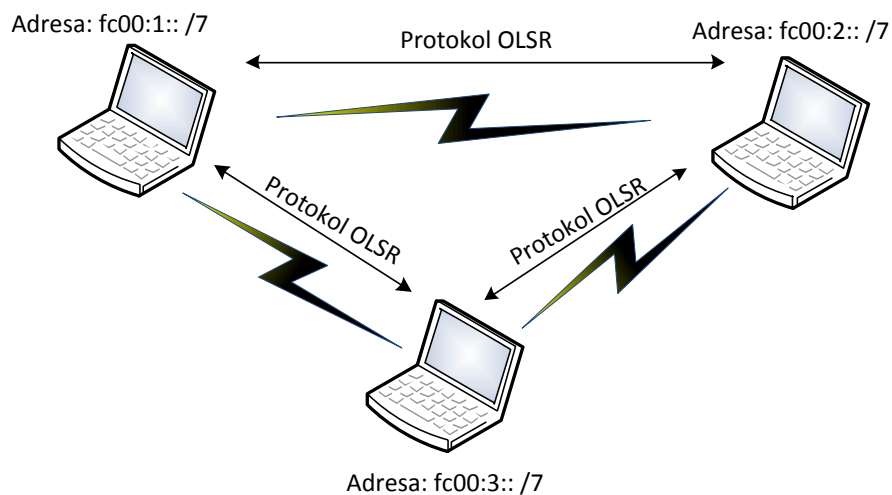 Adresa: fc00:1:: /7
Protokol OLSR
Adresa: fc00:2:: /7
Protokol OLSR
Protokol OLSR
Adresa: fc00:3:: /7